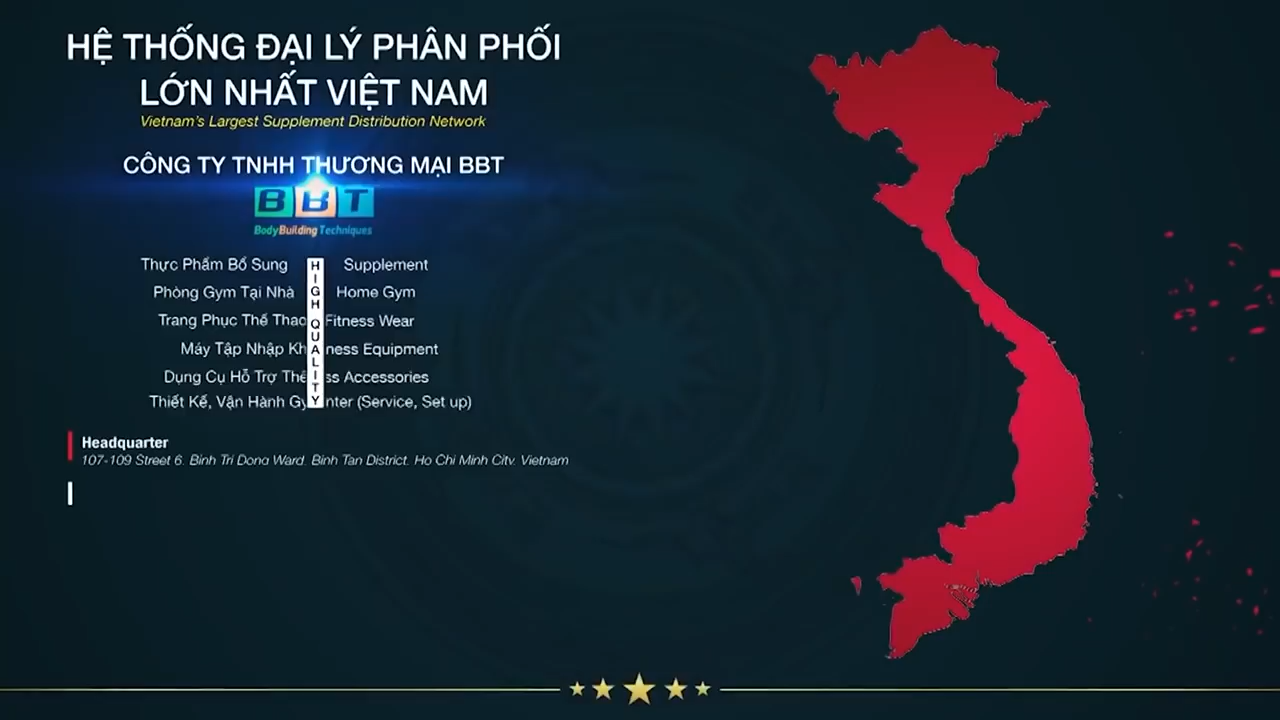 HỆ THỐNG ĐẠI LÝ PHÂN PHỐI
LỚN NHẤT VIỆT NAM
Vietnam's Largest Supplement Distribution Network
CÔNG TY TNHH THƯƠNG MẠI BBT
BBT
BodyBuilding Techniques
Thực Phẩm Bổ Sung Supplement
Phòng Gym Tại Nhà Home Gym
Trang Phục Thể Thao Fitness Wear
Máy Tập Nhập Kh ness Equipment
Dụng Cụ Hỗ Trợ Thể ss Accessories
Thiết Kế, Vận Hành Gy nter (Service, Set up)
HIGH QUALITY
Headquarter
107-109 Street 6, Binh Tri Dong Ward, Binh Tan District, Ho Chi Minh City, Vietnam